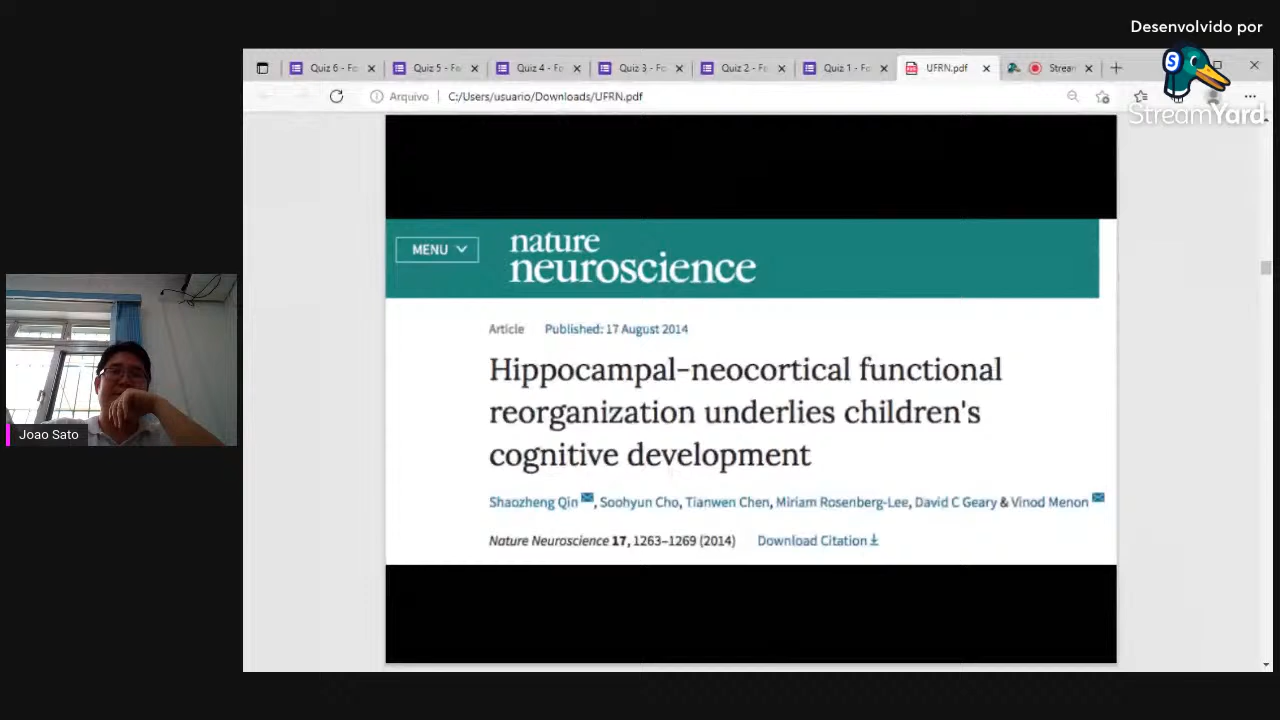 Desenvolvido por
StreamYard
Quiz 6 - Fo
Quiz 5 - Fo
Quiz 4 - Fo
Quiz 3 - Fo
Quiz 2 - Fo
Quiz 1 - Fo
UFRN.pdf
Stream
Arquivo
C:/Users/usuario/Downloads/UFRN.pdf
MENU
nature
neuroscience
Article Published: 17 August 2014
Hippocampal-neocortical functional
reorganization underlies children's
cognitive development
Shaozheng Qin, Soohyun Cho, Tianwen Chen, Miriam Rosenberg-Lee, David C Geary & Vinod Menon
Nature Neuroscience 17, 1263–1269 (2014) Download Citation
Joao Sato